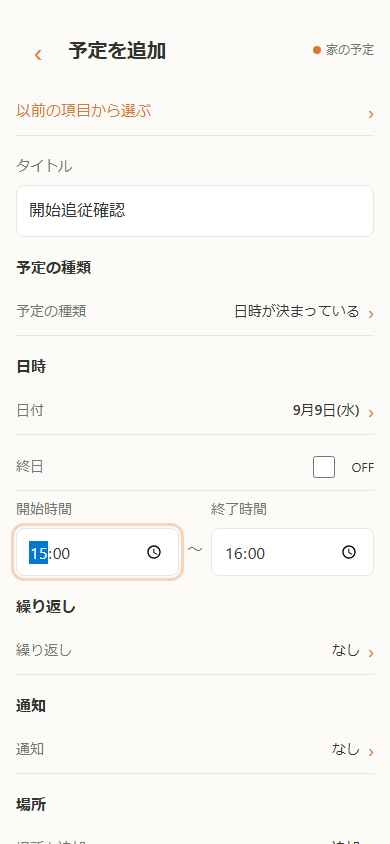 ‹ 予定を追加 家の予定
以前の項目から選ぶ ›
タイトル
開始追従確認
予定の種類
予定の種類 日時が決まっている ›
日時
日付 9月9日(水) ›
終日 OFF
開始時間 終了時間
15:00 ～ 16:00
繰り返し
繰り返し なし ›
通知
通知 なし ›
場所